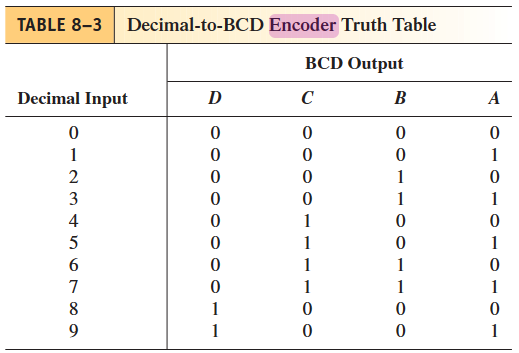 TABLE 8–3 Decimal-to-BCD Encoder Truth Table
BCD Output
Decimal Input D C B A
0 0 0 0 0
1 0 0 0 1
2 0 0 1 0
3 0 0 1 1
4 0 1 0 0
5 0 1 0 1
6 0 1 1 0
7 0 1 1 1
8 1 0 0 0
9 1 0 0 1